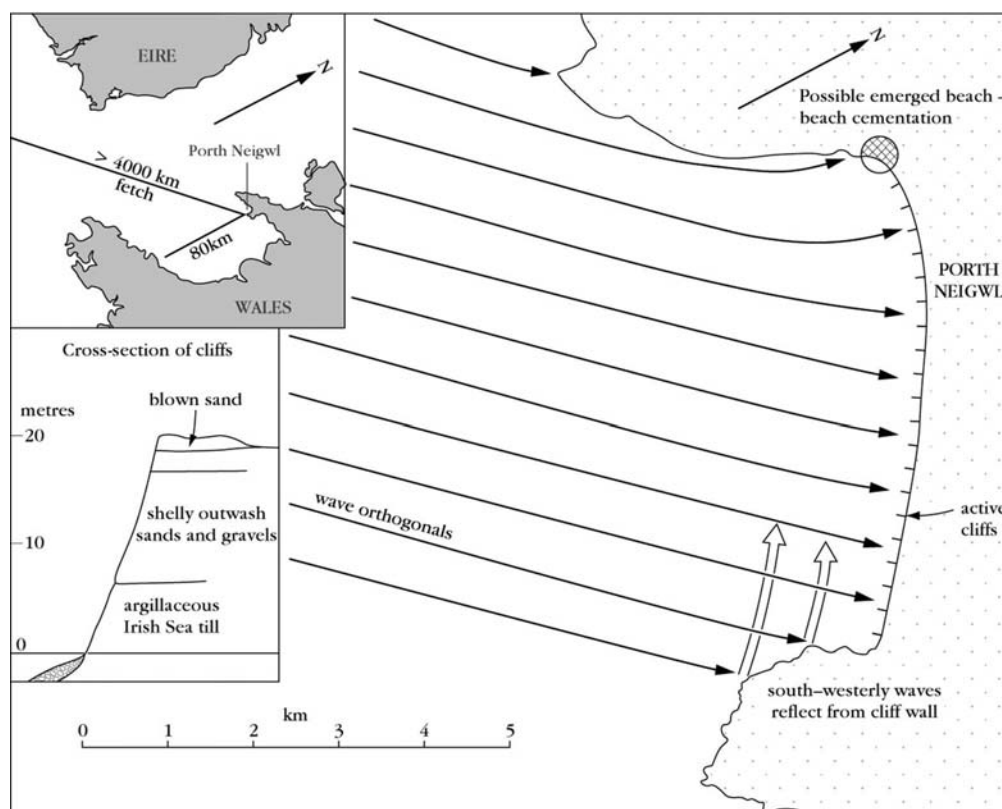 EIRE
N
Porth Neigwl
> 4000 km
fetch
80km
WALES
N
Possible emerged beach –
beach cementation
PORTH
NEIGWL
Cross-section of cliffs
metres
blown sand
20
shelly outwash
sands and gravels
10
argillaceous
Irish Sea till
0
wave orthogonals
active
cliffs
south–westerly waves
reflect from cliff wall
km
0 1 2 3 4 5